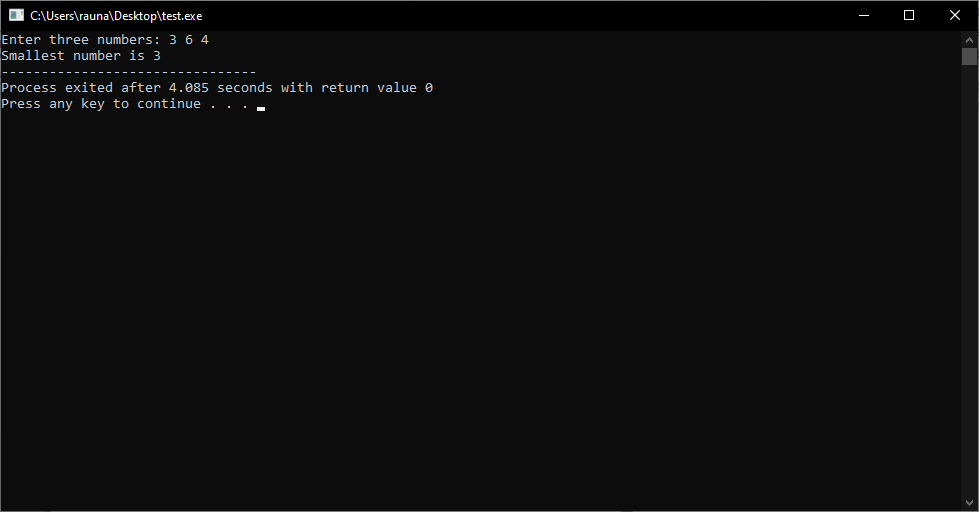 C:\Users\rauna\Desktop\test.exe
Enter three numbers: 3 6 4
Smallest number is 3
--------------------------------
Process exited after 4.085 seconds with return value 0
Press any key to continue . . .